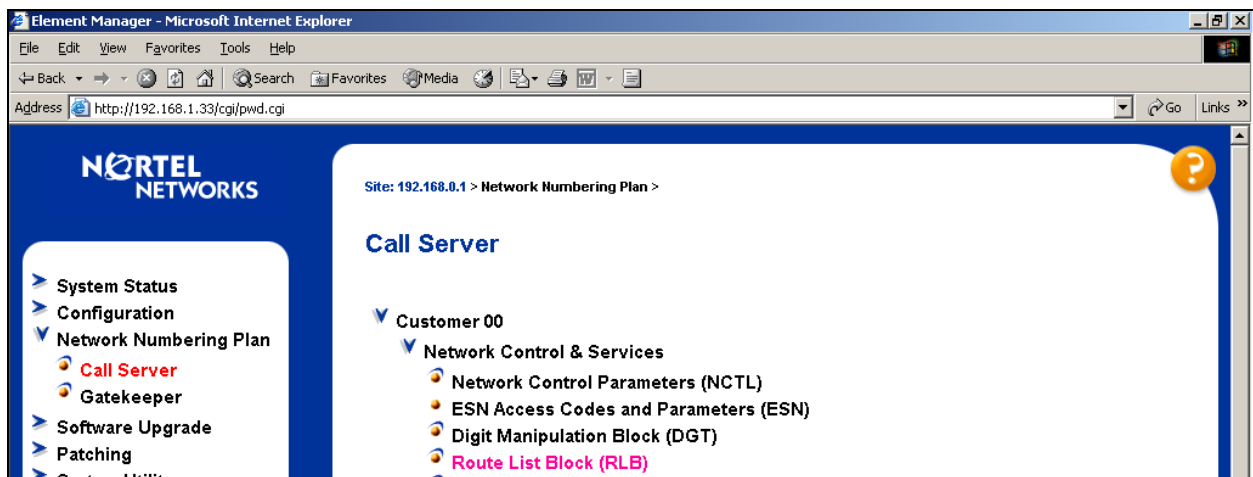 Element Manager - Microsoft Internet Explorer
File Edit View Favorites Tools Help
Back Search Favorites Media
Address http://192.168.1.33/cgi/pwd.cgi Go Links »
NORTEL
NETWORKS
Site: 192.168.0.1 > Network Numbering Plan >
?
Call Server
System Status
Configuration
Network Numbering Plan
Call Server
Gatekeeper
Software Upgrade
Patching
Customer 00
Network Control & Services
Network Control Parameters (NCTL)
ESN Access Codes and Parameters (ESN)
Digit Manipulation Block (DGT)
Route List Block (RLB)